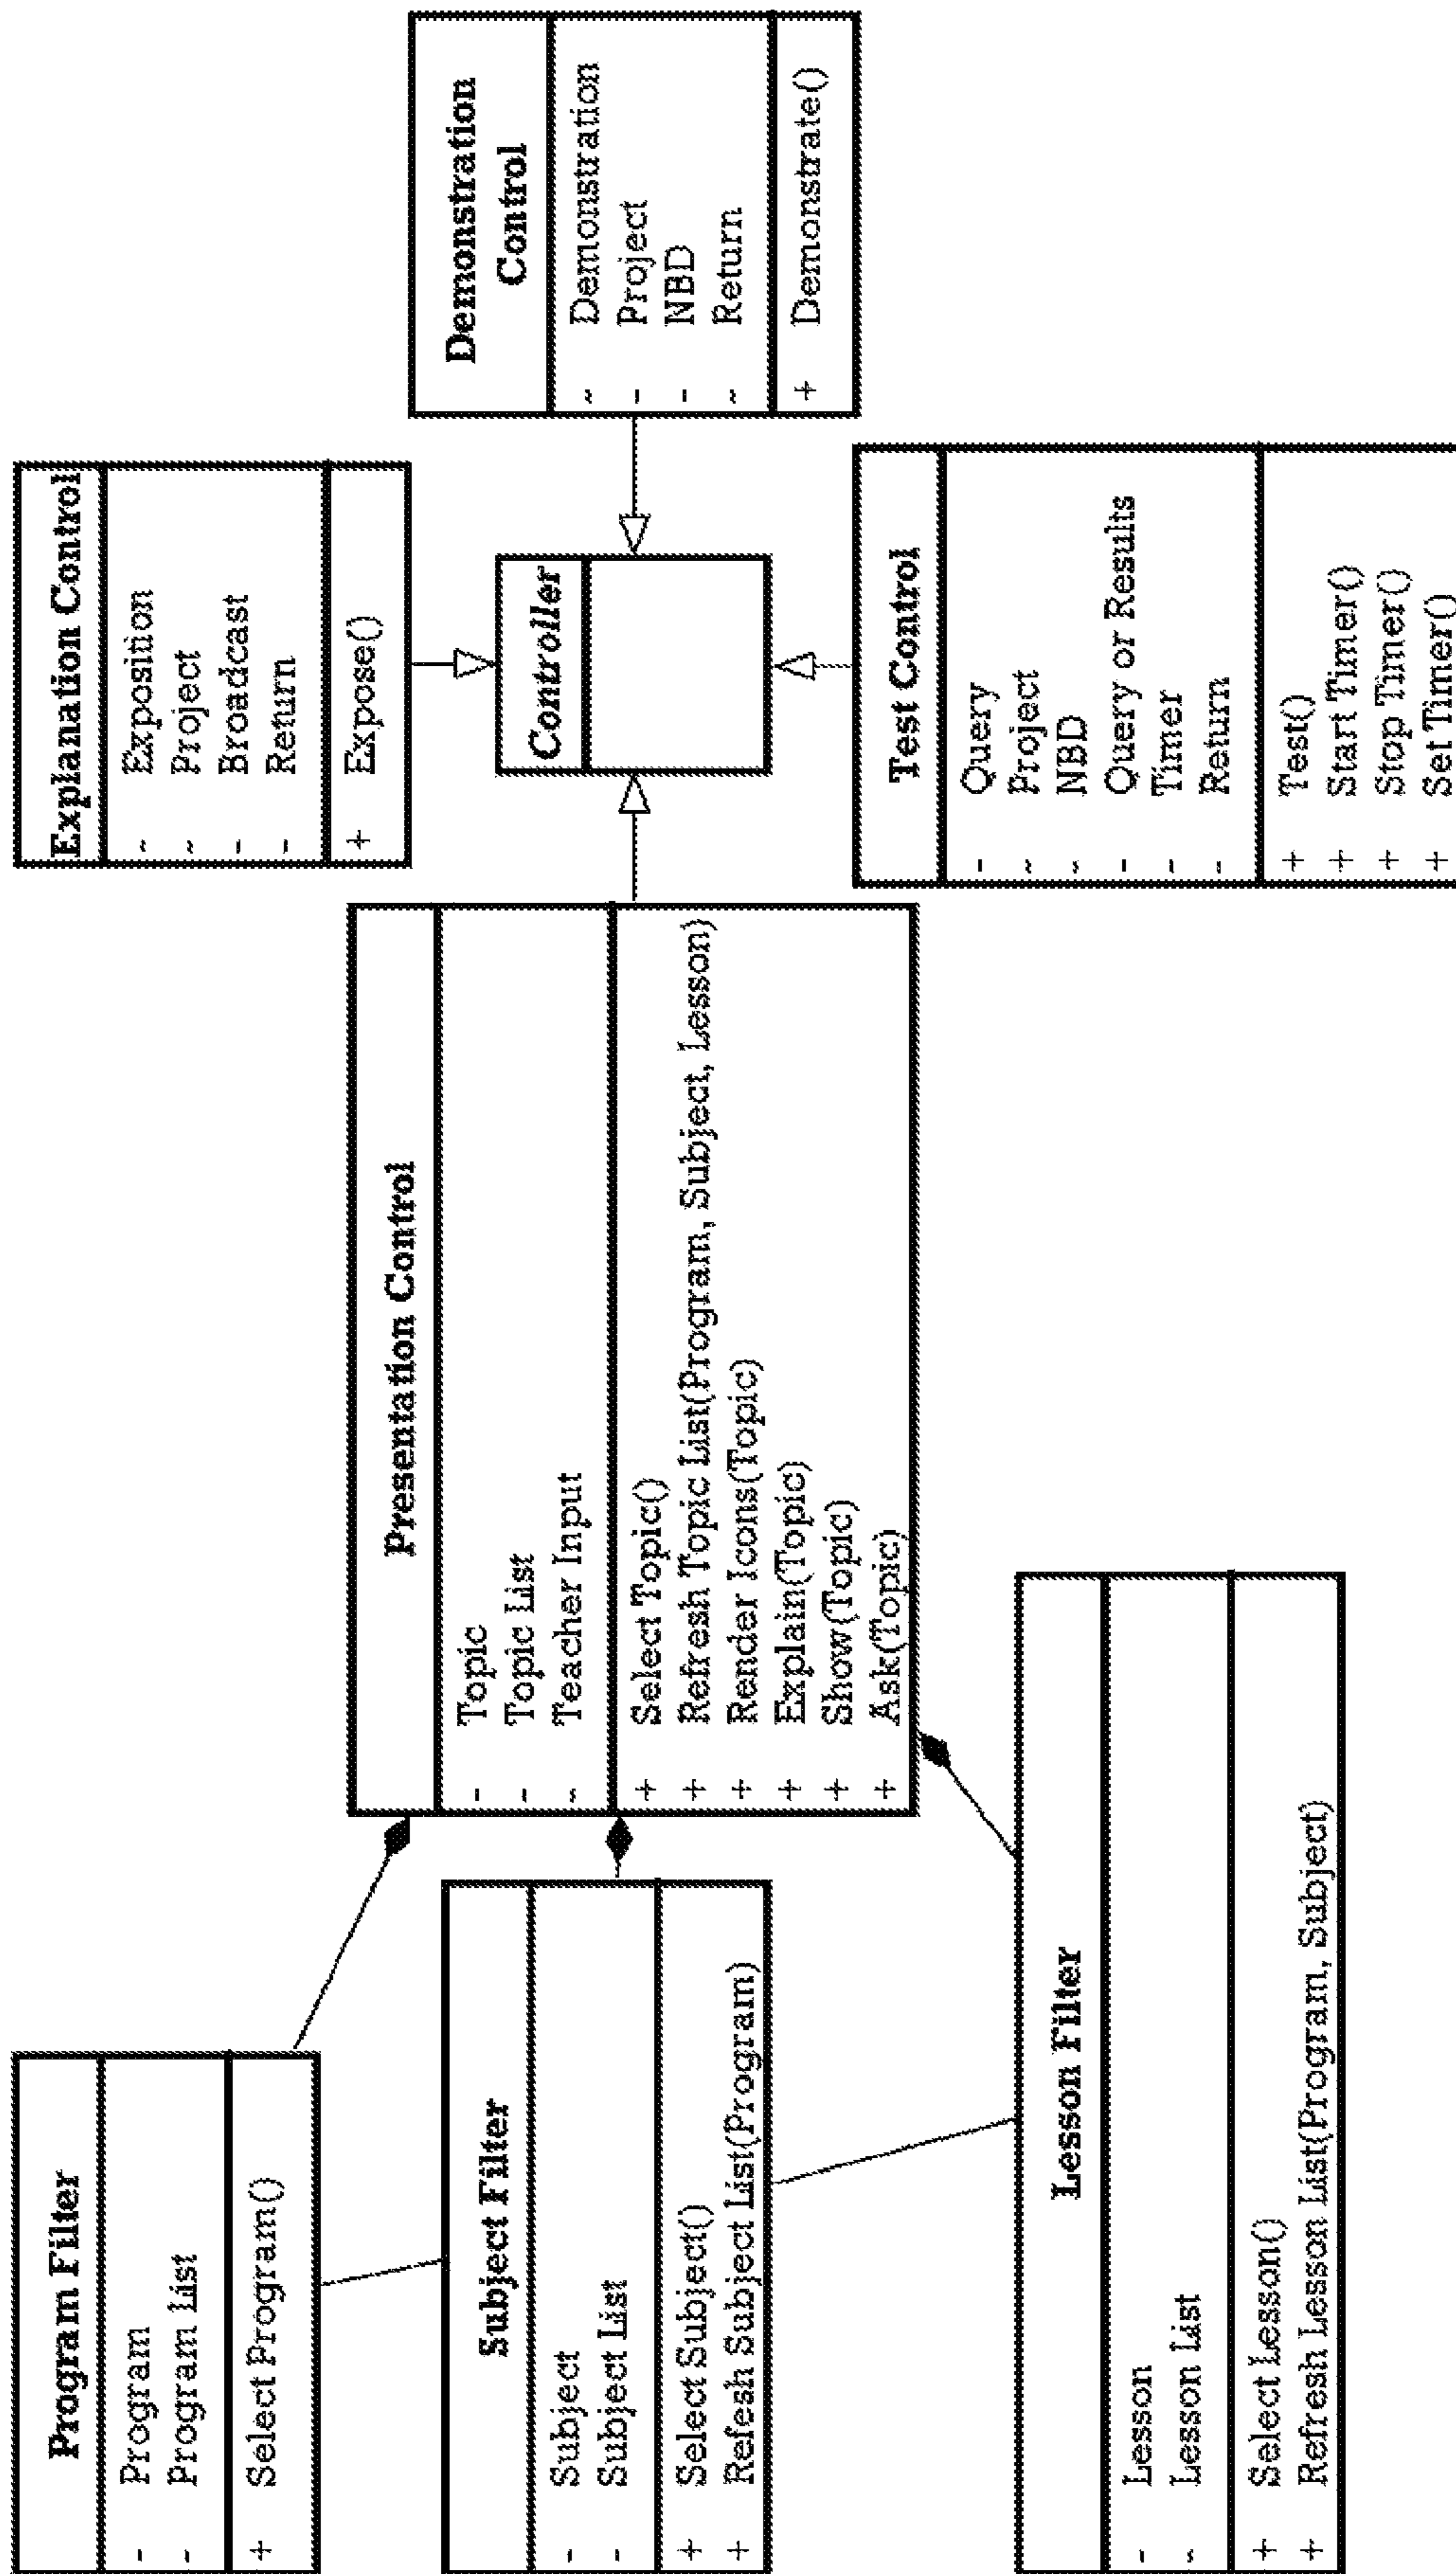 Program Filter
- Program
- Program List
+ Select Program()
Subject Filter
- Subject
- Subject List
+ Select Subject()
+ Refesh Subject List(Program)
Lesson Filter
- Lesson
- Lesson List
+ Select Lesson()
+ Refresh Lesson List(Program, Subject)
Presentation Control
- Topic
- Topic List
- Teacher Input
+ Select Topic()
+ Refresh Topic List(Program, Subject, Lesson)
+ Render Icons(Topic)
+ Explain(Topic)
+ Show(Topic)
+ Ask(Topic)
Explanation Control
- Exposition
- Project
- Broadcast
- Return
+ Expose()
Controller
Test Control
- Query
- Project
- NBD
- Query or Results
- Timer
- Return
+ Test()
+ Start Timer()
+ Stop Timer()
+ Set Timer()
Demonstration
Control
- Demonstration
- Project
- NBD
- Return
+ Demonstrate()